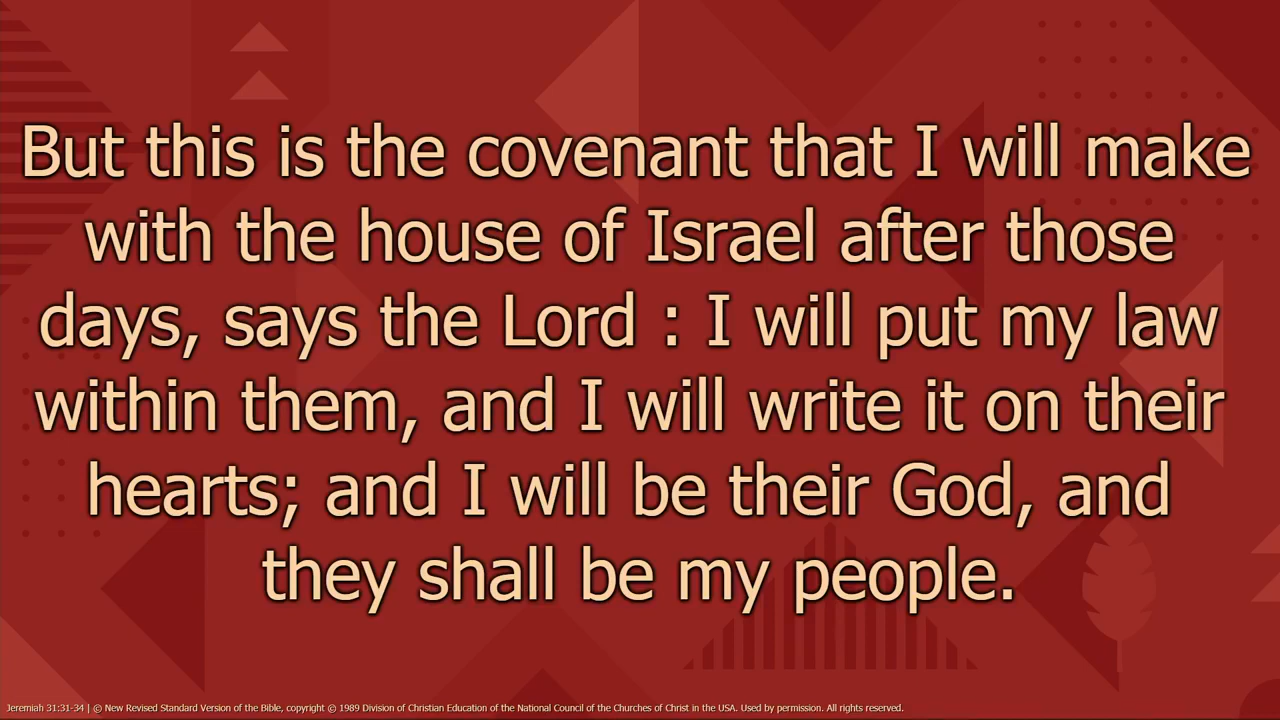 But this is the covenant that I will make
with the house of Israel after those
days, says the Lord : I will put my law
within them, and I will write it on their
hearts; and I will be their God, and
they shall be my people.
Jeremiah 31:31-34 | © New Revised Standard Version of the Bible, copyright © 1989 Division of Christian Education of the National Council of the Churches of Christ in the USA. Used by permission. All rights reserved.